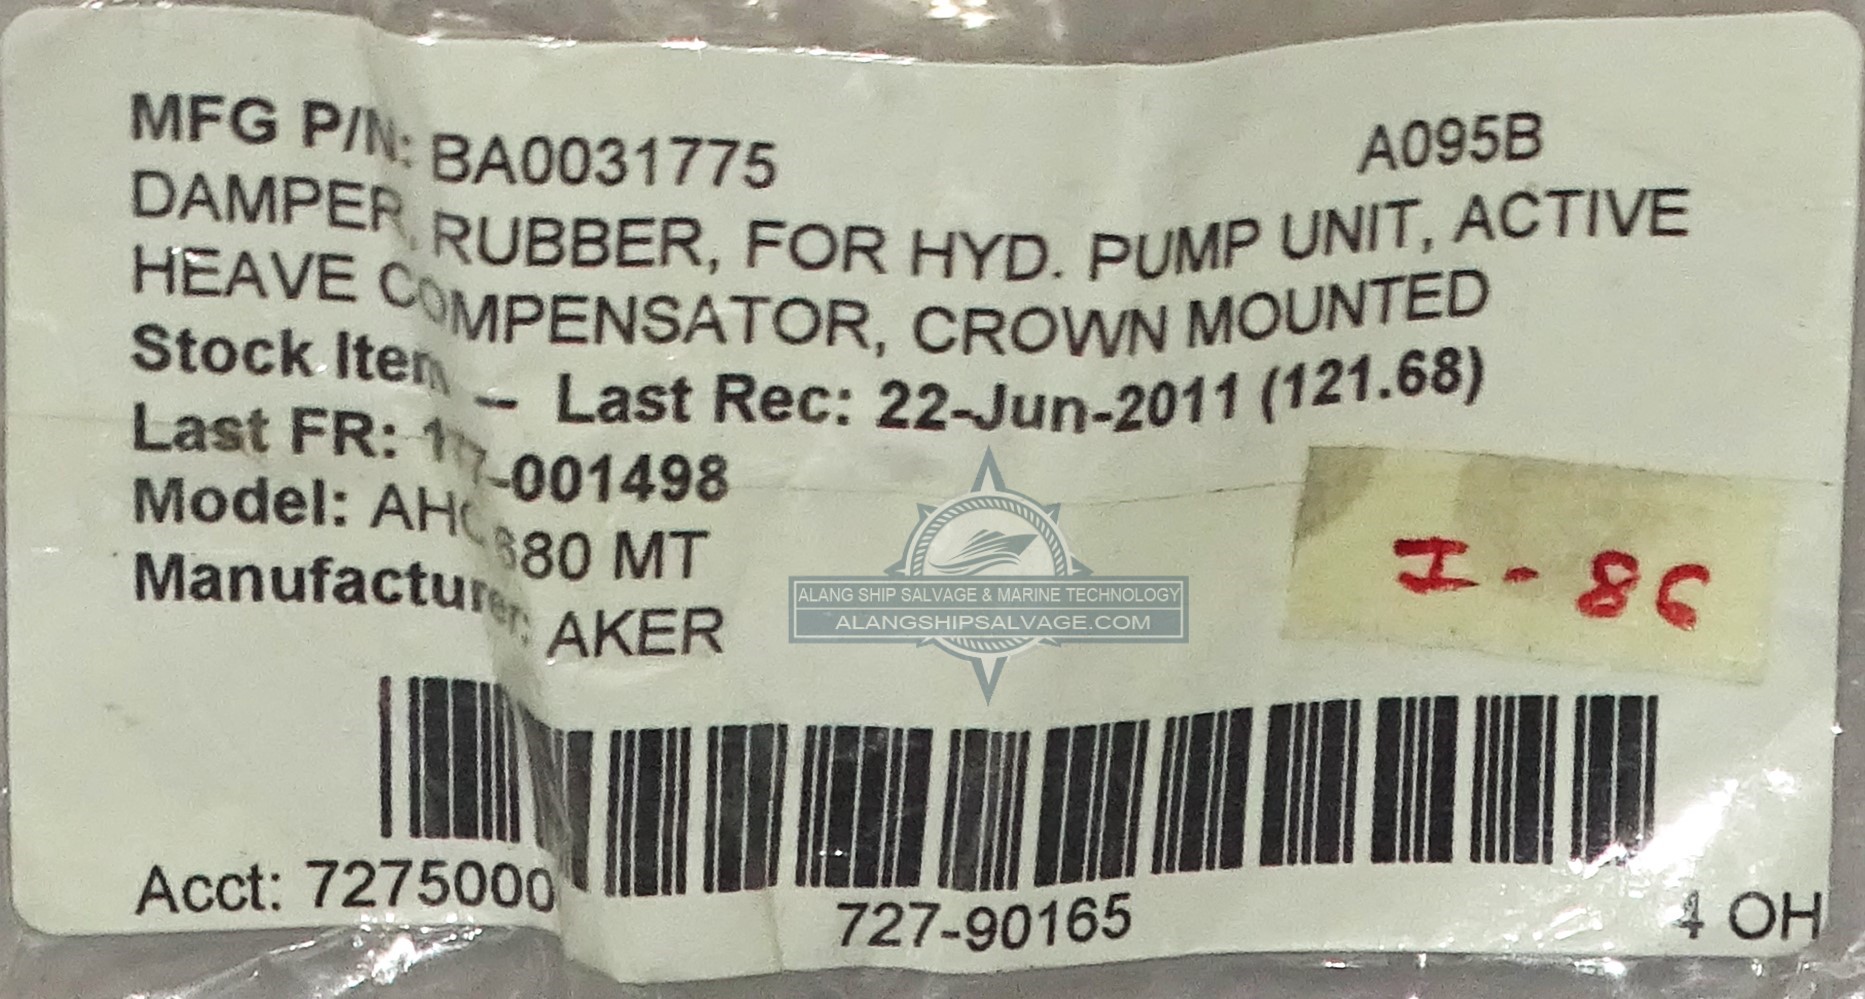 MFG P/N: BA0031775 A095B
DAMPER, RUBBER, FOR HYD. PUMP UNIT, ACTIVE
HEAVE COMPENSATOR, CROWN MOUNTED
Stock Item -- Last Rec: 22-Jun-2011 (121.68)
Last FR: -001498
Model: 680 MT
Manufacturer: AKER
I-86
ALANG SHIP SALVAGE & MARINE TECHNOLOGY
ALANGSHIPSALVAGE.COM
Acct: 7275000
727-90165
4 OH